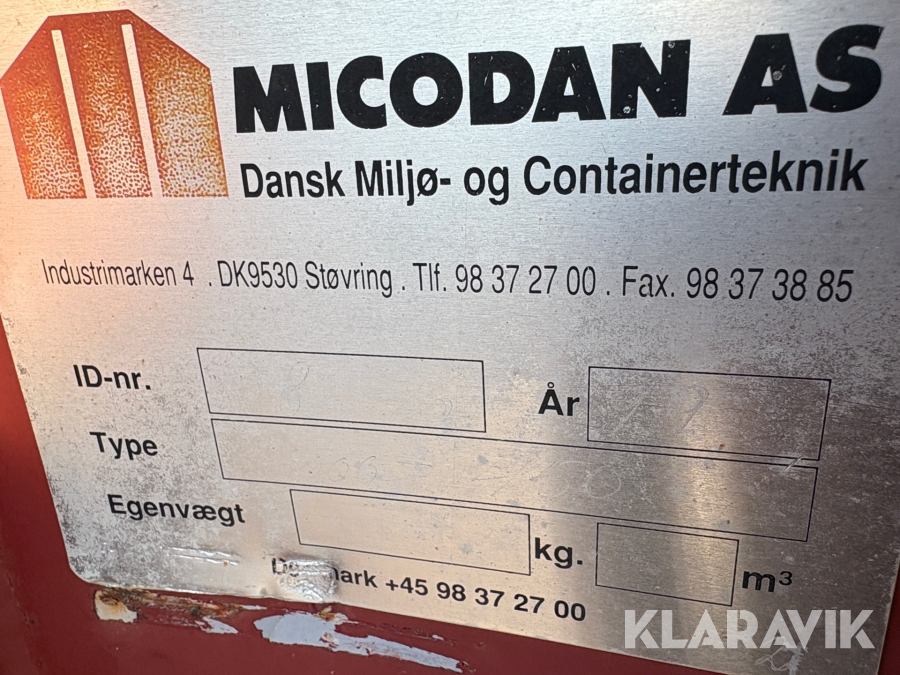 MICODAN AS
Dansk Miljø- og Containerteknik
Industrimarken 4 . DK9530 Støvring . Tlf. 98 37 27 00 . Fax. 98 37 38 85
ID-nr.
År
Type
Egenvægt
kg.
m³
+45 98 37 27 00
KLARAVIK